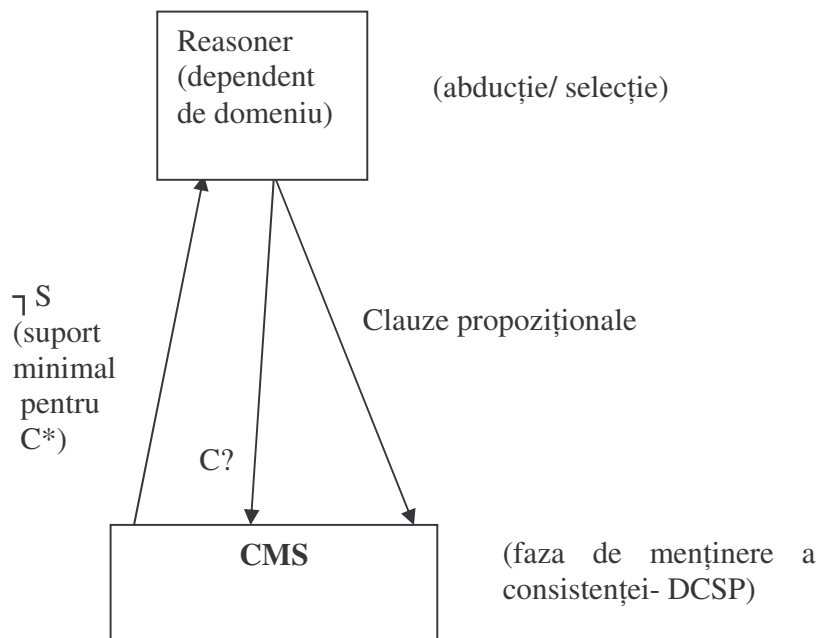 Reasoner
(dependent
de domeniu)
(abducție/ selecție)
┐S
(suport
minimal
pentru
C*)
Clauze propoziționale
C?
CMS
(faza de menținere a
consistenței- DCSP)